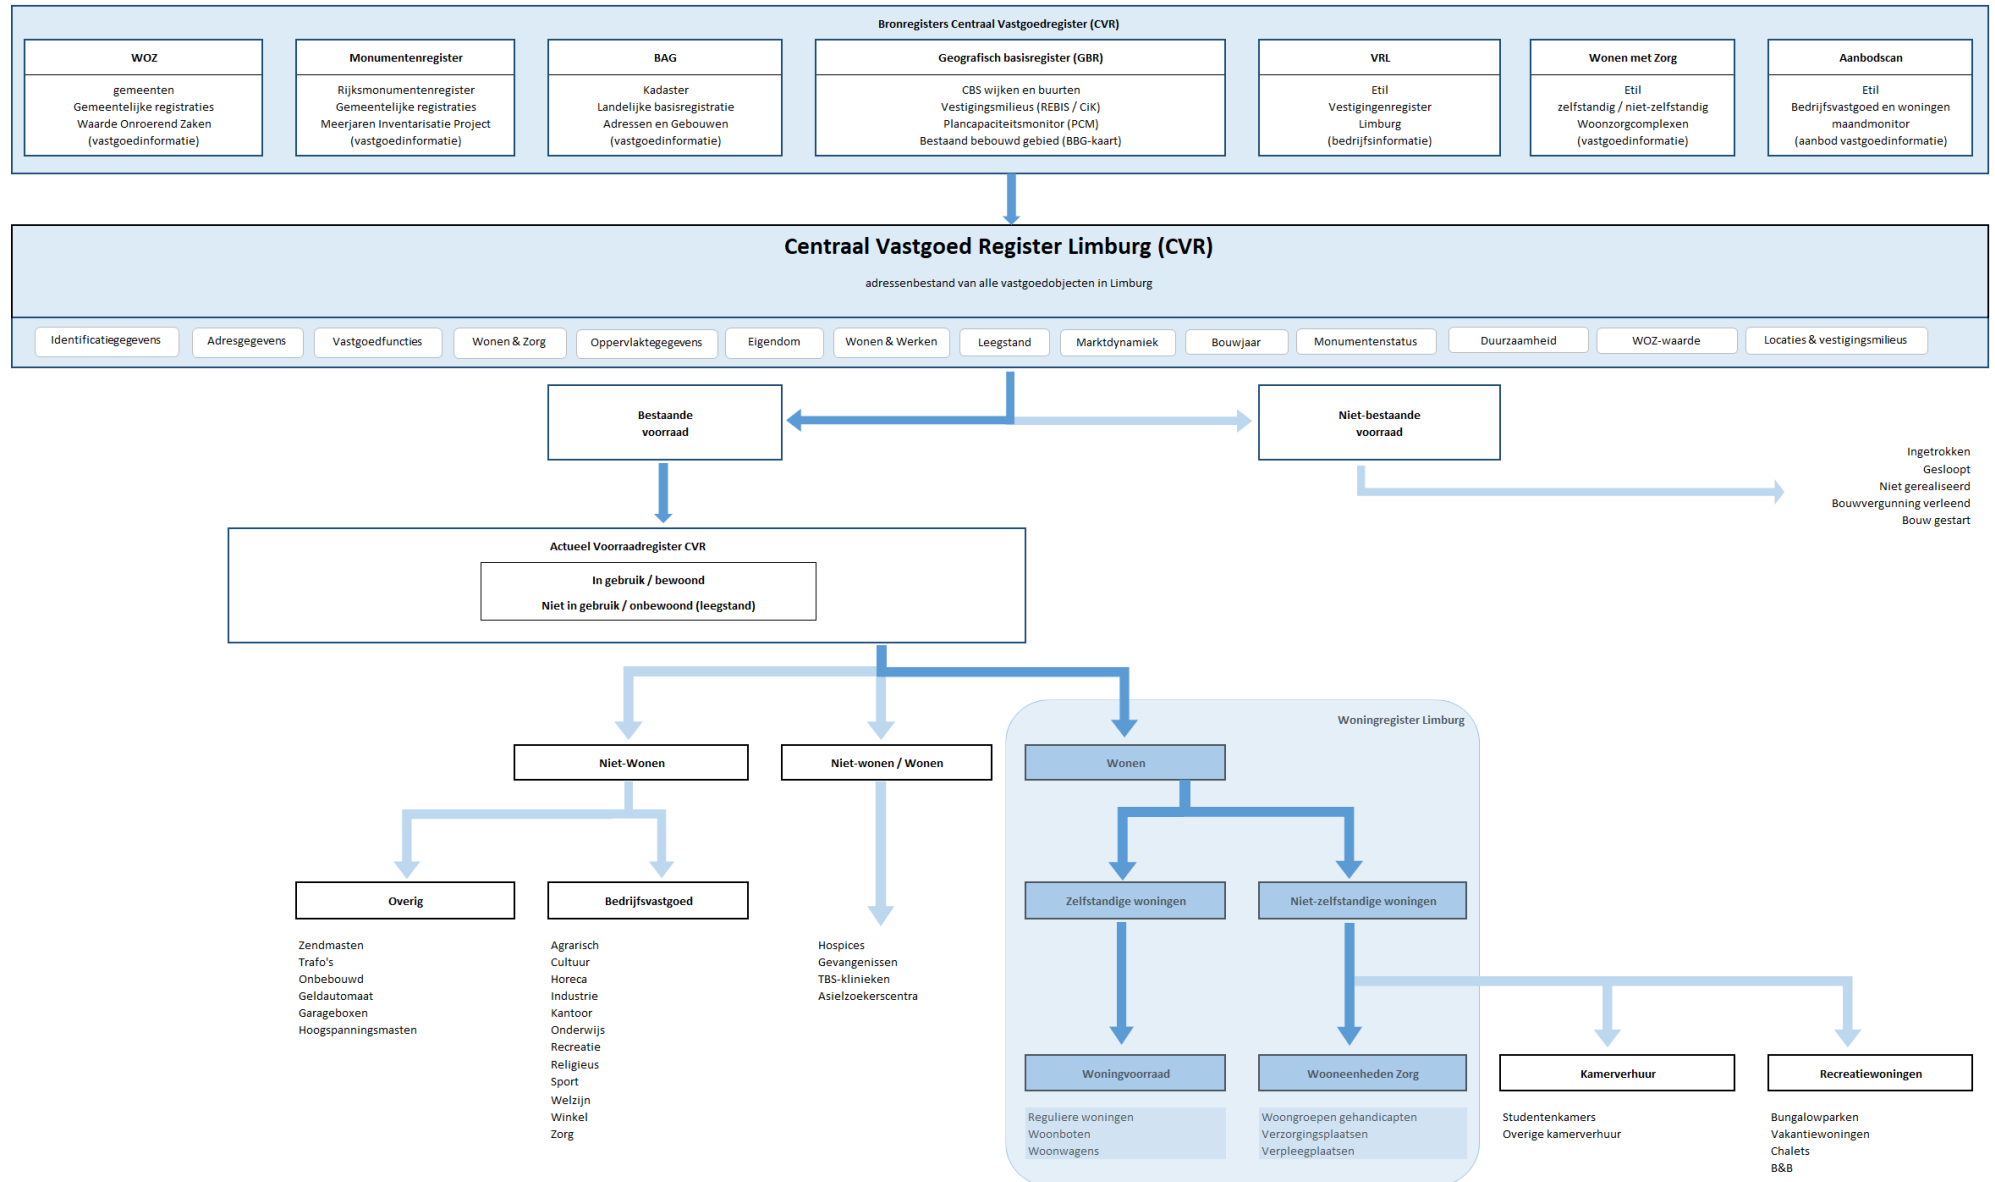 Bronregisters Centraal Vastgoedregister (CVR)
WOZ
gemeenten
Gemeentelijke registraties
Waarde Onroerend Zaken
(vastgoedinformatie)
Monumentenregister
Rijksmonumentenregister
Gemeentelijke registraties
Meerjaren Inventarisatie Project
(vastgoedinformatie)
BAG
Kadaster
Landelijke basisregistratie
Adressen en Gebouwen
(vastgoedinformatie)
Geografisch basisregister (GBR)
CBS wijken en buurten
Vestigingsmilieus (REBIS / CiK)
Plancapaciteitsmonitor (PCM)
Bestaand bebouwd gebied (BBG-kaart)
VRL
Etil
Vestigingenregister
Limburg
(bedrijfsinformatie)
Wonen met Zorg
Etil
zelfstandig / niet-zelfstandig
Woonzorgcomplexen
(vastgoedinformatie)
Aanbodscan
Etil
Bedrijfsvastgoed en woningen
maandmonitor
(aanbod vastgoedinformatie)
Centraal Vastgoed Register Limburg (CVR)
adressenbestand van alle vastgoedobjecten in Limburg
Identificatiegegevens
Adresgegevens
Vastgoedfuncties
Wonen & Zorg
Oppervlaktegegevens
Eigendom
Wonen & Werken
Leegstand
Marktdynamiek
Bouwjaar
Monumentenstatus
Duurzaamheid
WOZ-waarde
Locaties & vestigingsmilieus
Bestaande
voorraad
Niet-bestaande
voorraad
Ingetrokken
Gesloopt
Niet gerealiseerd
Bouwvergunning verleend
Bouw gestart
Actueel Voorraadregister CVR
In gebruik / bewoond
Niet in gebruik / onbewoond (leegstand)
Woningregister Limburg
Niet-Wonen
Niet-wonen / Wonen
Wonen
Overig
Zendmasten
Trafo's
Onbebouwd
Geldautomaat
Garageboxen
Hoogspanningsmasten
Bedrijfsvastgoed
Agrarisch
Cultuur
Horeca
Industrie
Kantoor
Onderwijs
Recreatie
Religieus
Sport
Welzijn
Winkel
Zorg
Hospices
Gevangenissen
TBS-klinieken
Asielzoekerscentra
Zelfstandige woningen
Niet-zelfstandige woningen
Woningvoorraad
Reguliere woningen
Woonboten
Woonwagens
Wooneenheden Zorg
Woongroepen gehandicapten
Verzorgingsplaatsen
Verpleegplaatsen
Kamerverhuur
Studentenkamers
Overige kamerverhuur
Recreatiewoningen
Bungalowparken
Vakantiewoningen
Chalets
B&B